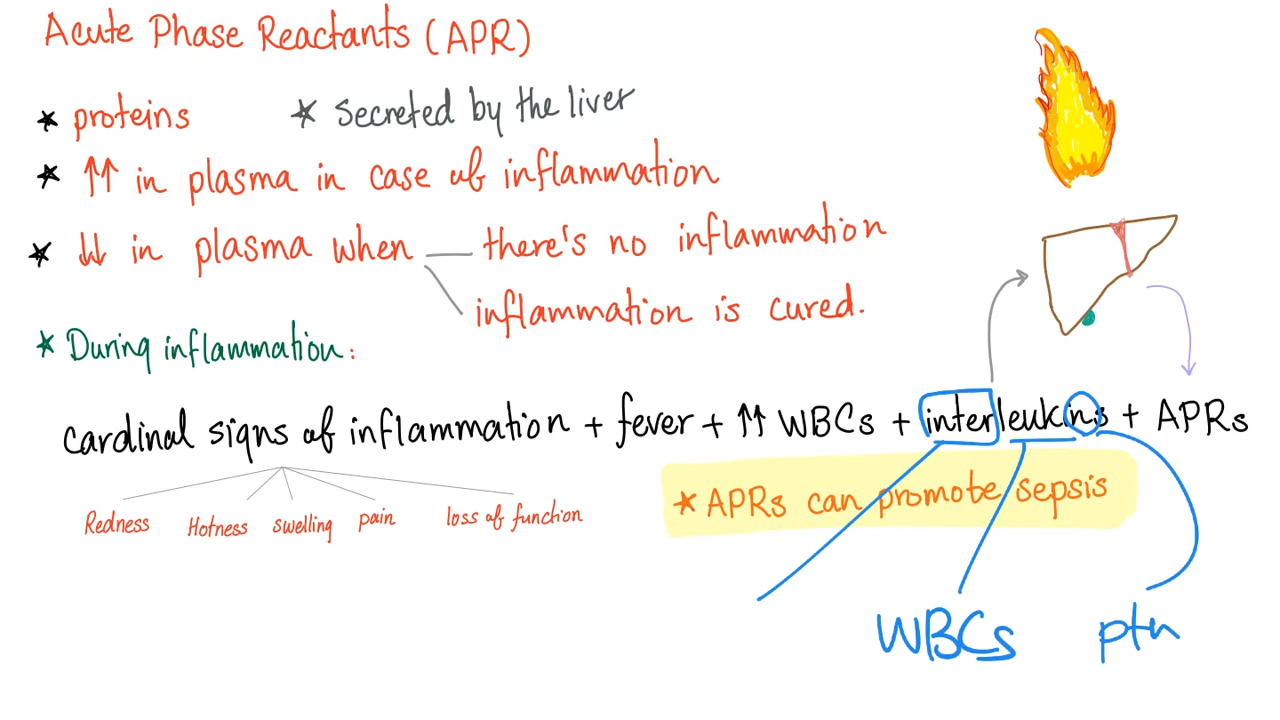 Acute Phase Reactants (APR)
* proteins * secreted by the liver
* ↑↑ in plasma in case of inflammation
* ↓↓ in plasma when there's no inflammation
inflammation is cured.
* During inflammation:
cardinal signs of inflammation + fever + ↑↑ WBCs + interleukins + APRs
Redness Hotness swelling pain loss of function
* APRs can promote sepsis
WBCs ptn